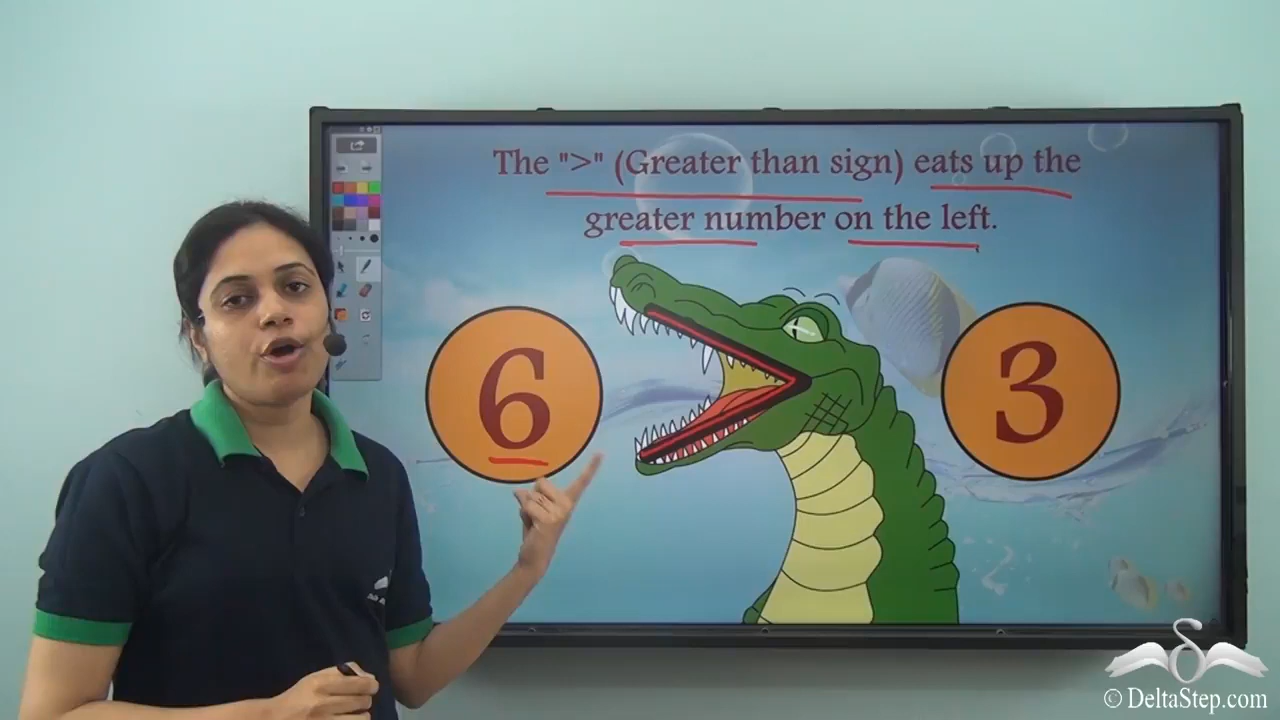 The ">" (Greater than sign) eats up the
greater number on the left.
6
3
© DeltaStep.com